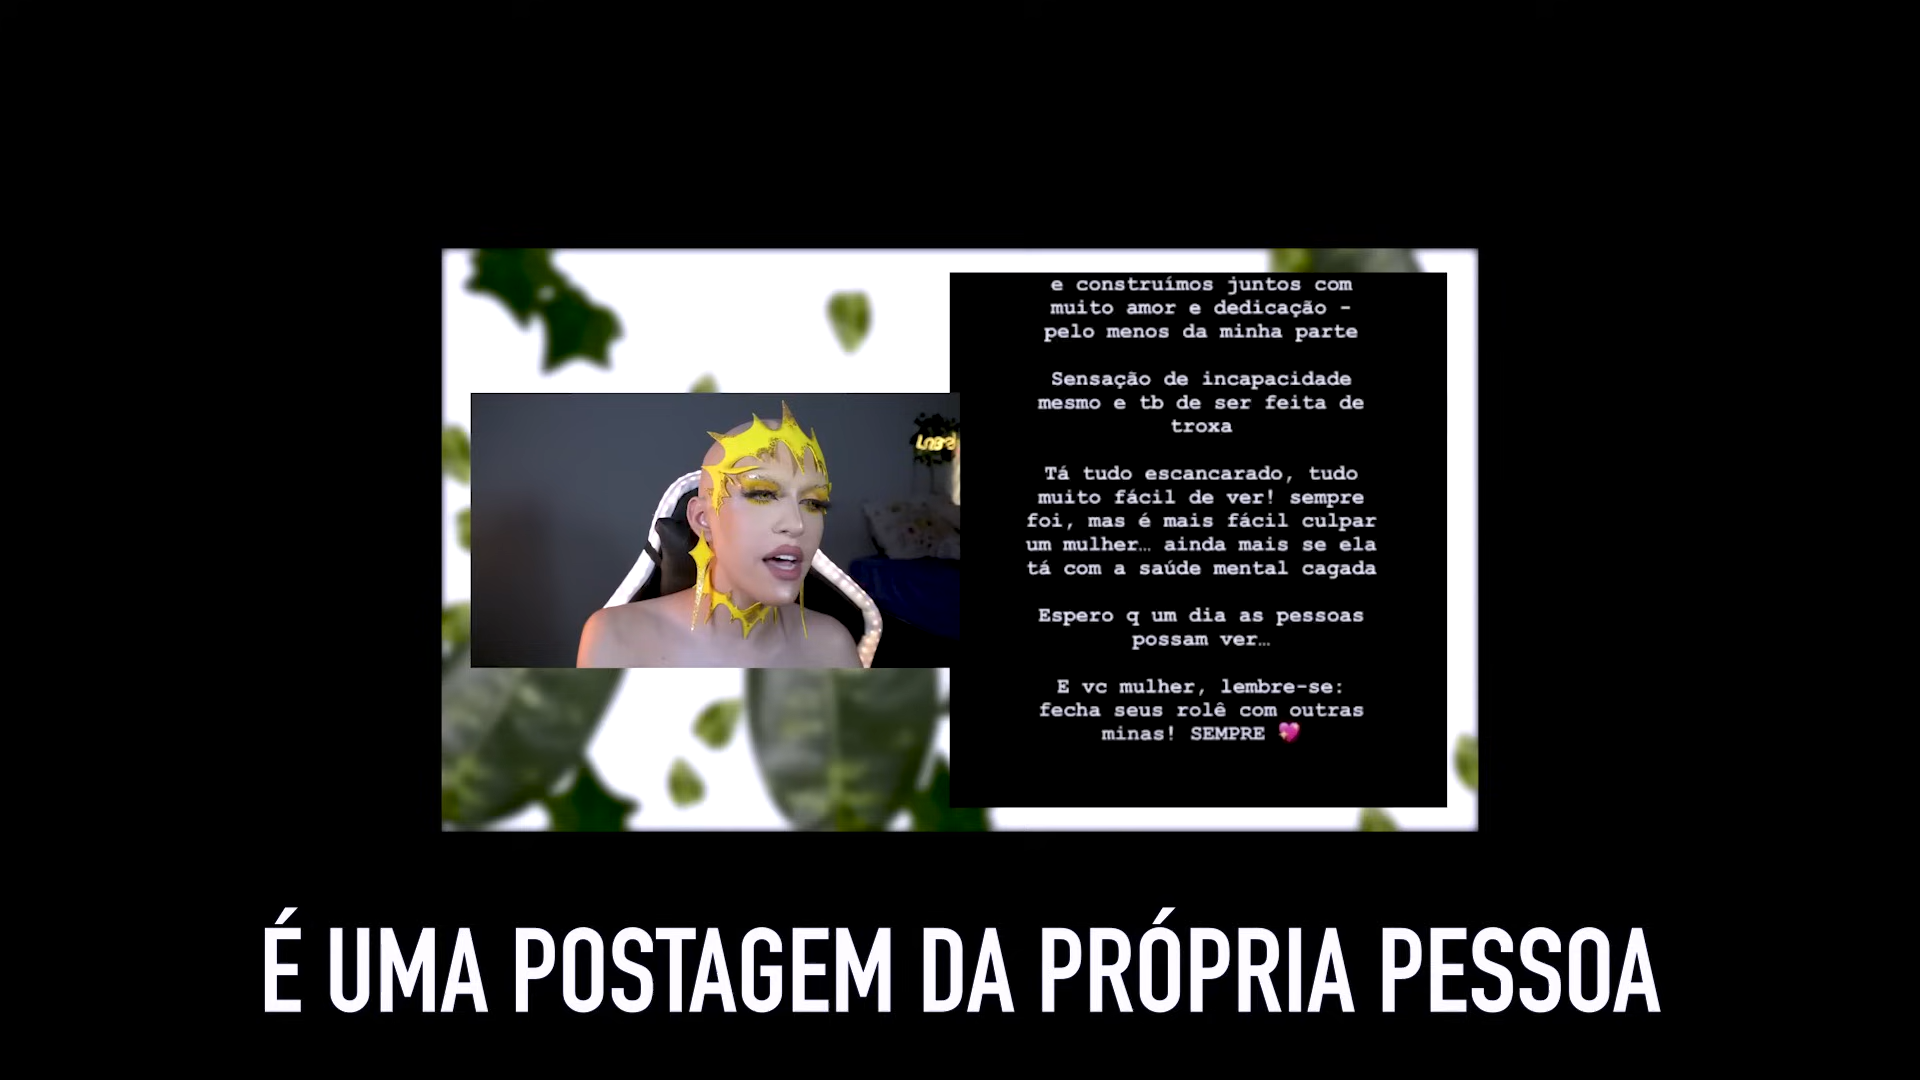 e construímos juntos com
muito amor e dedicação -
pelo menos da minha parte
Sensação de incapacidade
mesmo e tb de ser feita de
troxa
Tá tudo escancarado, tudo
muito fácil de ver! sempre
foi, mas é mais fácil culpar
um mulher… ainda mais se ela
tá com a saúde mental cagada
Espero q um dia as pessoas
possam ver…
E vc mulher, lembre-se:
fecha seus rolê com outras
minas! SEMPRE 💖
É UMA POSTAGEM DA PRÓPRIA PESSOA